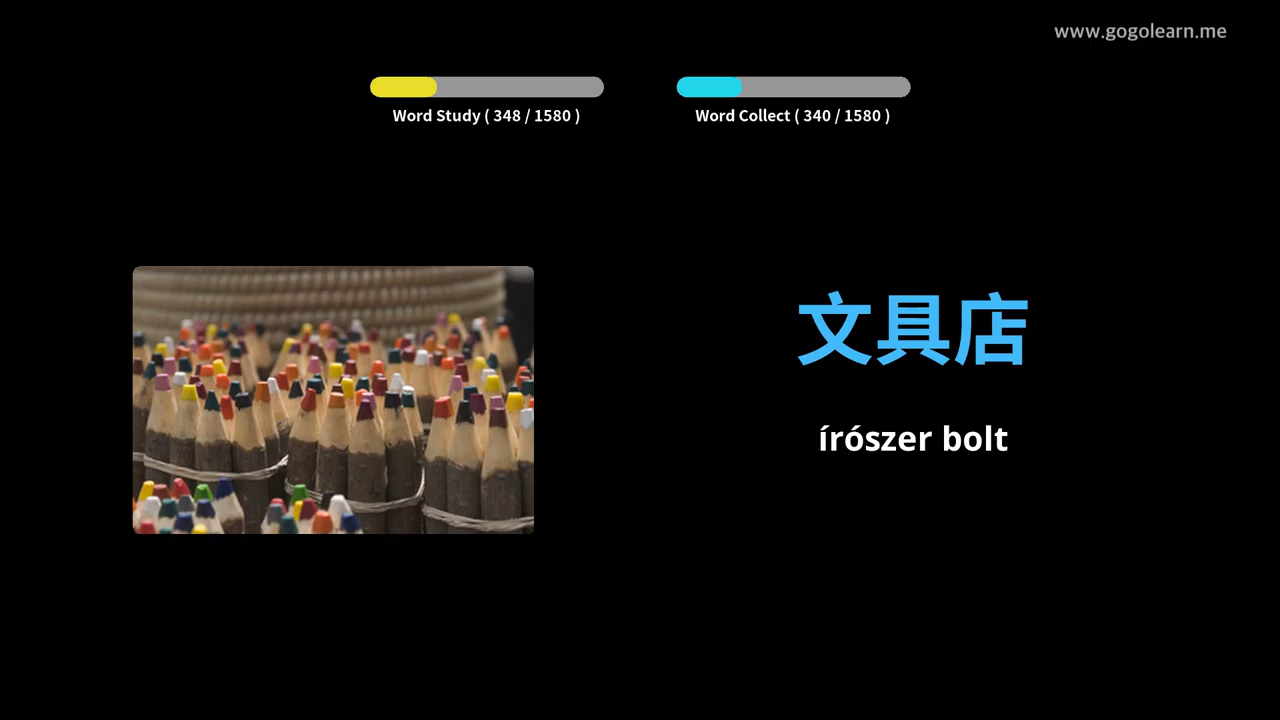 www.gogolearn.me
Word Study ( 348 / 1580 )
Word Collect ( 340 / 1580 )
文具店
írószer bolt